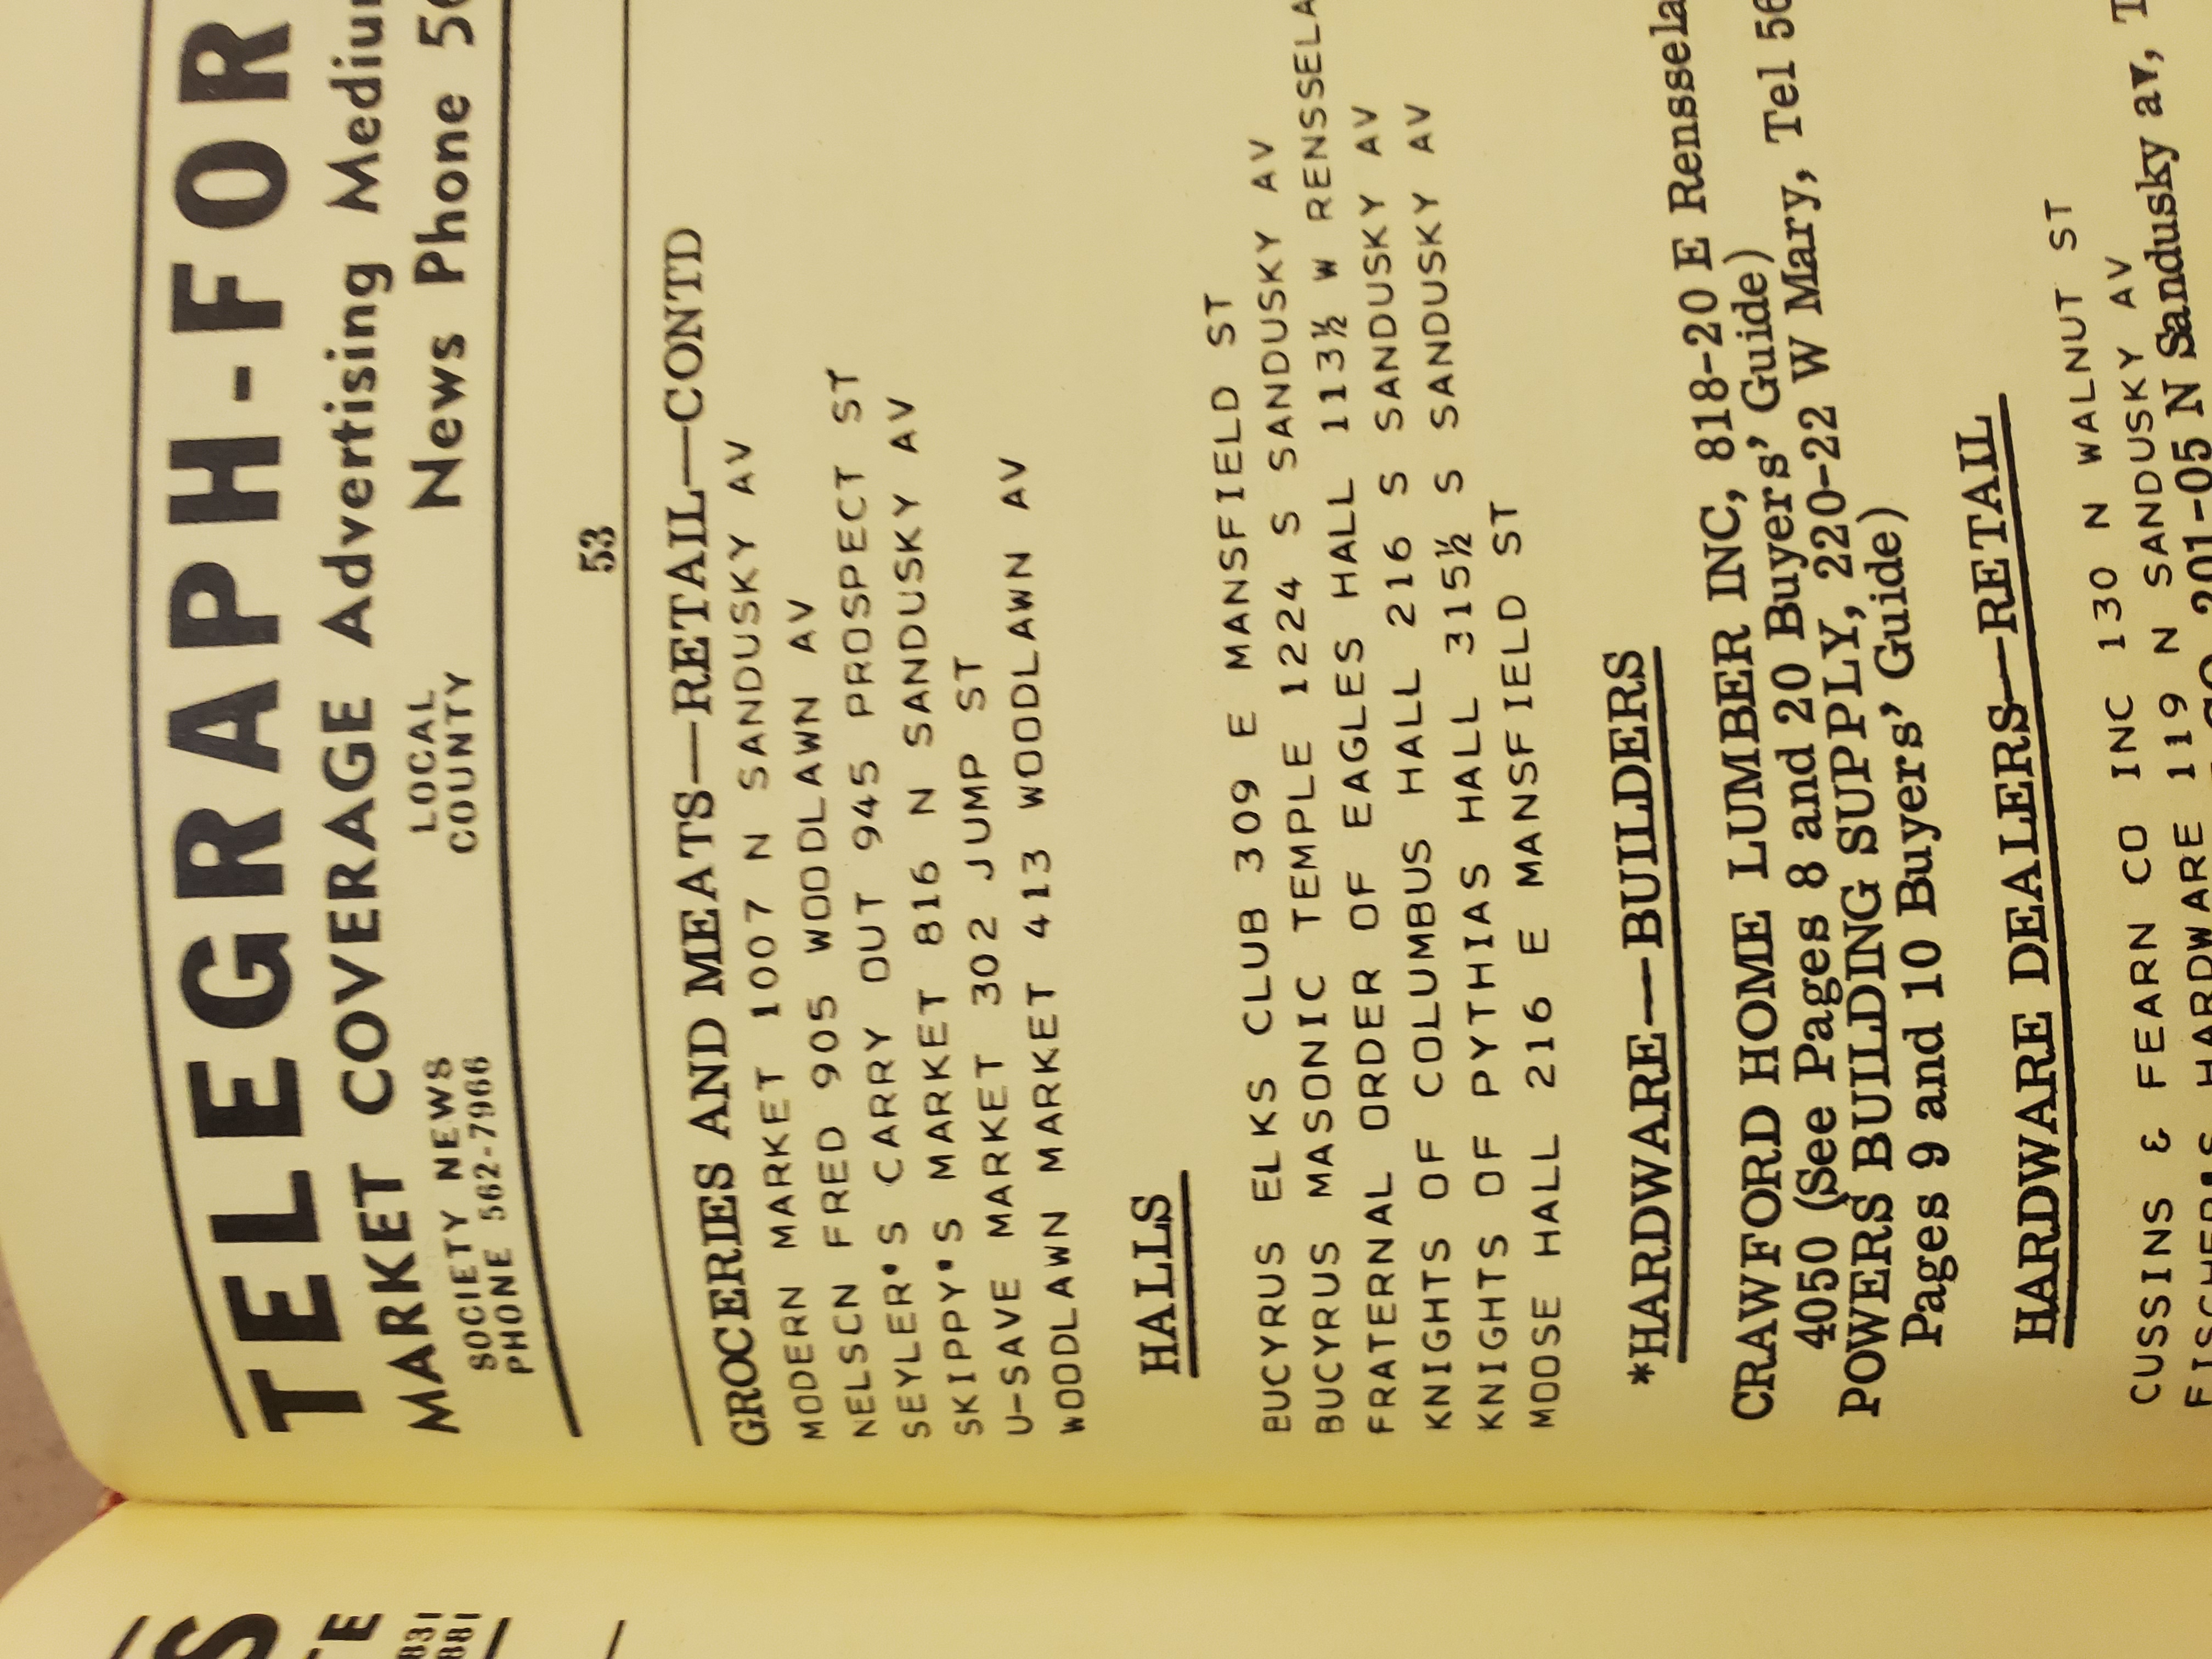 TELEGRAPH-FOR
MARKET COVERAGE Advertising Mediu
SOCIETY NEWS
PHONE 562-7966
LOCAL
COUNTY
News Phone 56
53
GROCERIES AND MEATS—RETAIL—CONTD
MODERN MARKET 1007 N SANDUSKY AV
NELSCN FRED 905 WOODLAWN AV
SEYLER'S CARRY OUT 945 PROSPECT ST
SKIPPY'S MARKET 816 N SANDUSKY AV
U-SAVE MARKET 302 JUMP ST
WOODLAWN MARKET 413 WOODLAWN AV
HALLS
BUCYRUS ELKS CLUB 309 E MANSFIELD ST
BUCYRUS MASONIC TEMPLE 1224 S SANDUSKY AV
FRATERNAL ORDER OF EAGLES HALL 113½ W RENSSELA
KNIGHTS OF COLUMBUS HALL 216 S SANDUSKY AV
KNIGHTS OF PYTHIAS HALL 315½ S SANDUSKY AV
MOOSE HALL 216 E MANSFIELD ST
*HARDWARE—BUILDERS
CRAWFORD HOME LUMBER INC, 818-20 E Renssela
4050 (See Pages 8 and 20 Buyers' Guide)
POWERS BUILDING SUPPLY, 220-22 W Mary, Tel 56
Pages 9 and 10 Buyers' Guide)
HARDWARE DEALERS—RETAIL
CUSSINS & FEARN CO INC 130 N WALNUT ST
FISCHER'S HARDWARE 119 N SANDUSKY AV
201-05 N Sandusky av, T
S
TE
831
881